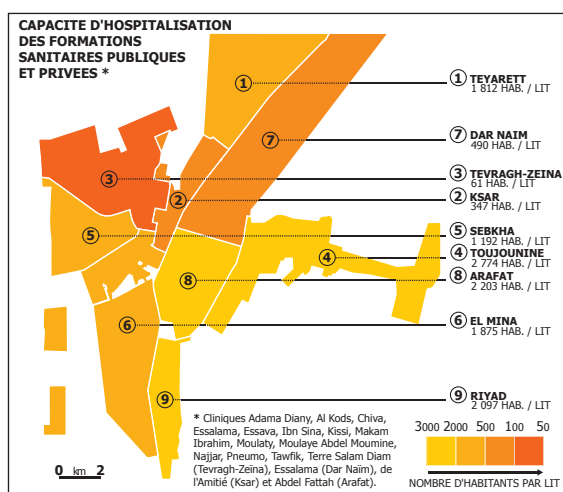 CAPACITE D'HOSPITALISATION
DES FORMATIONS
SANITAIRES PUBLIQUES
ET PRIVEES *
1 TEYARETT
1 812 HAB. / LIT
7 DAR NAIM
490 HAB. / LIT
3 TEVRAGH-ZEINA
61 HAB. / LIT
2 KSAR
347 HAB. / LIT
5 SEBKHA
1 192 HAB. / LIT
4 TOUJOUNINE
2 774 HAB. / LIT
8 ARAFAT
2 203 HAB. / LIT
6 EL MINA
1 875 HAB. / LIT
9 RIYAD
2 097 HAB. / LIT
1
7
3
2
5
4
8
6
9
* Cliniques Adama Diany, Al Kods, Chiva,
Essalama, Essava, Ibn Sina, Kissi, Makam
Ibrahim, Moulaty, Moulaye Abdel Moumine,
Najjar, Pneumo, Tawfik, Terre Salam Diam
(Tevragh-Zeïna), Essalama (Dar Naïm), de
l'Amitié (Ksar) et Abdel Fattah (Arafat).
0 km 2
3000 2000 500 100 50
NOMBRE D'HABITANTS PAR LIT